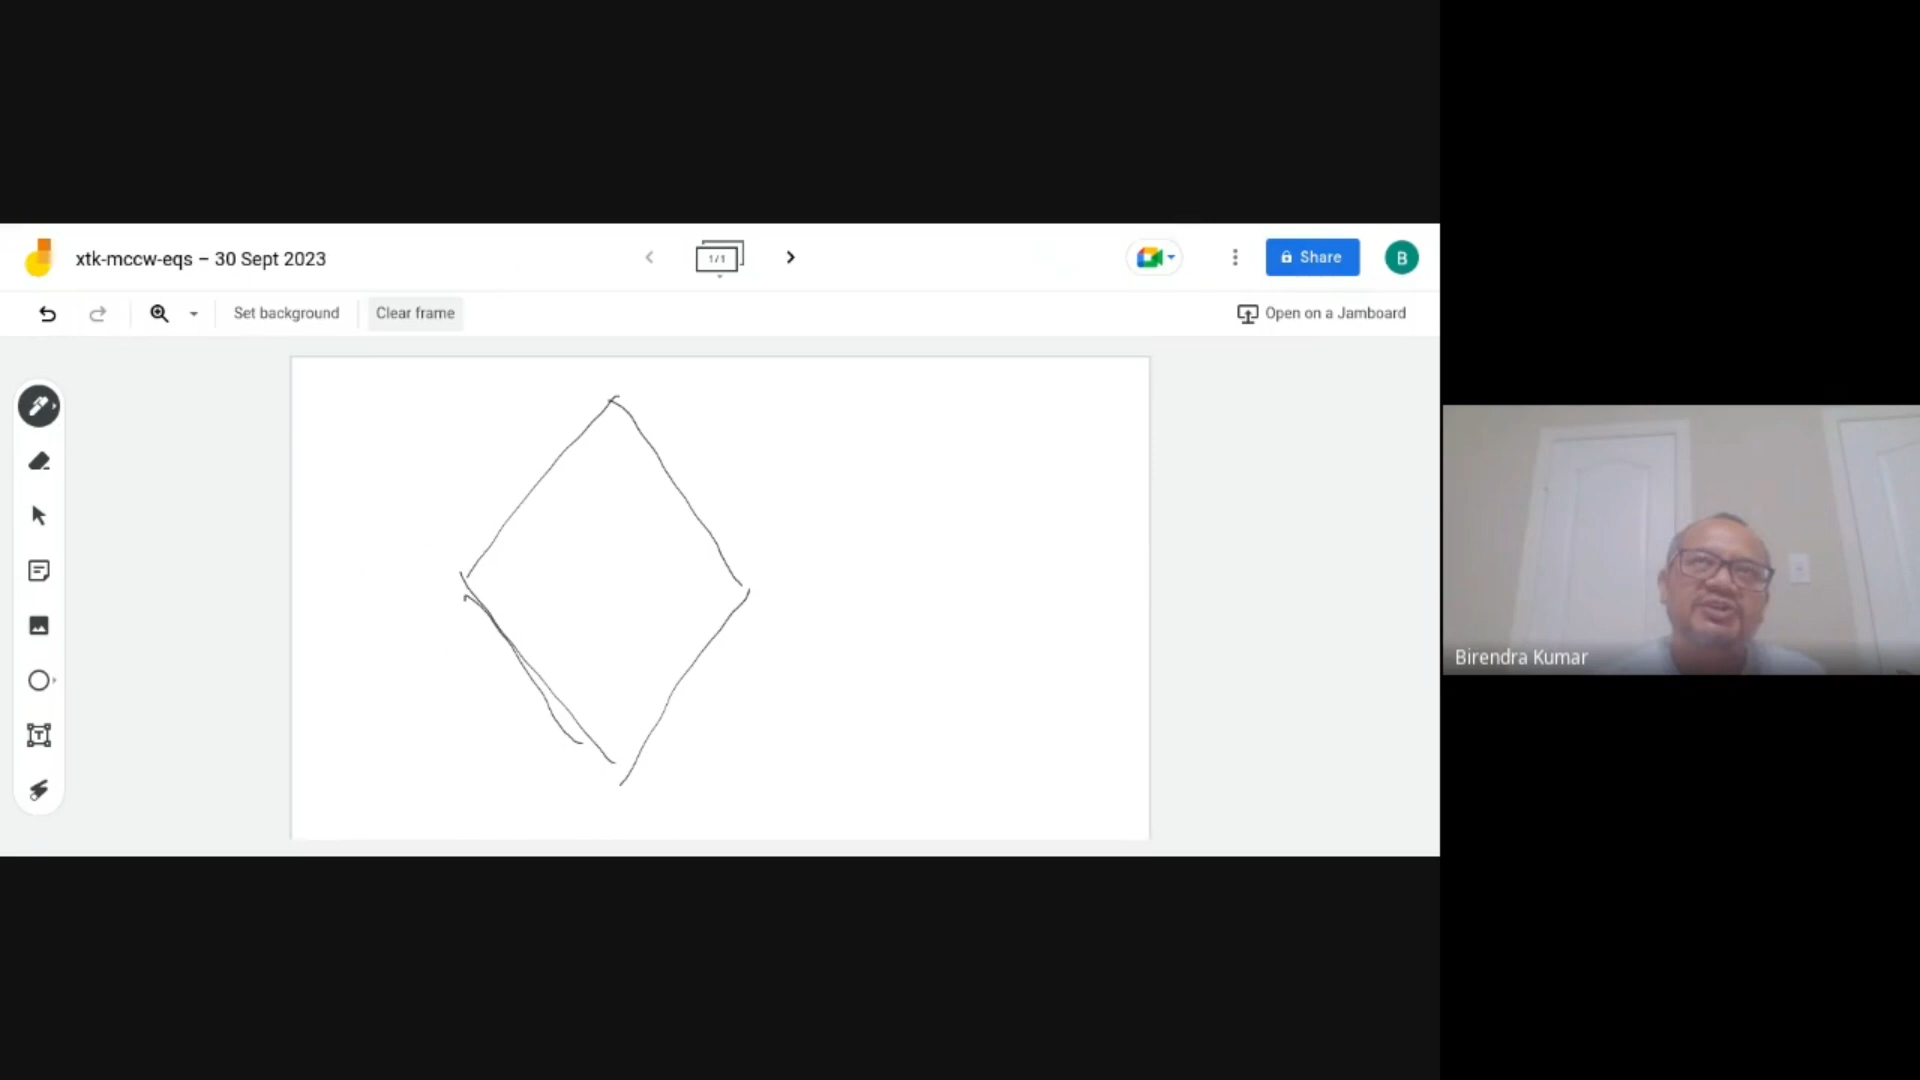 xtk-mccw-eqs – 30 Sept 2023
1/1
Share
B
Set background
Clear frame
Open on a Jamboard
T
Birendra Kumar